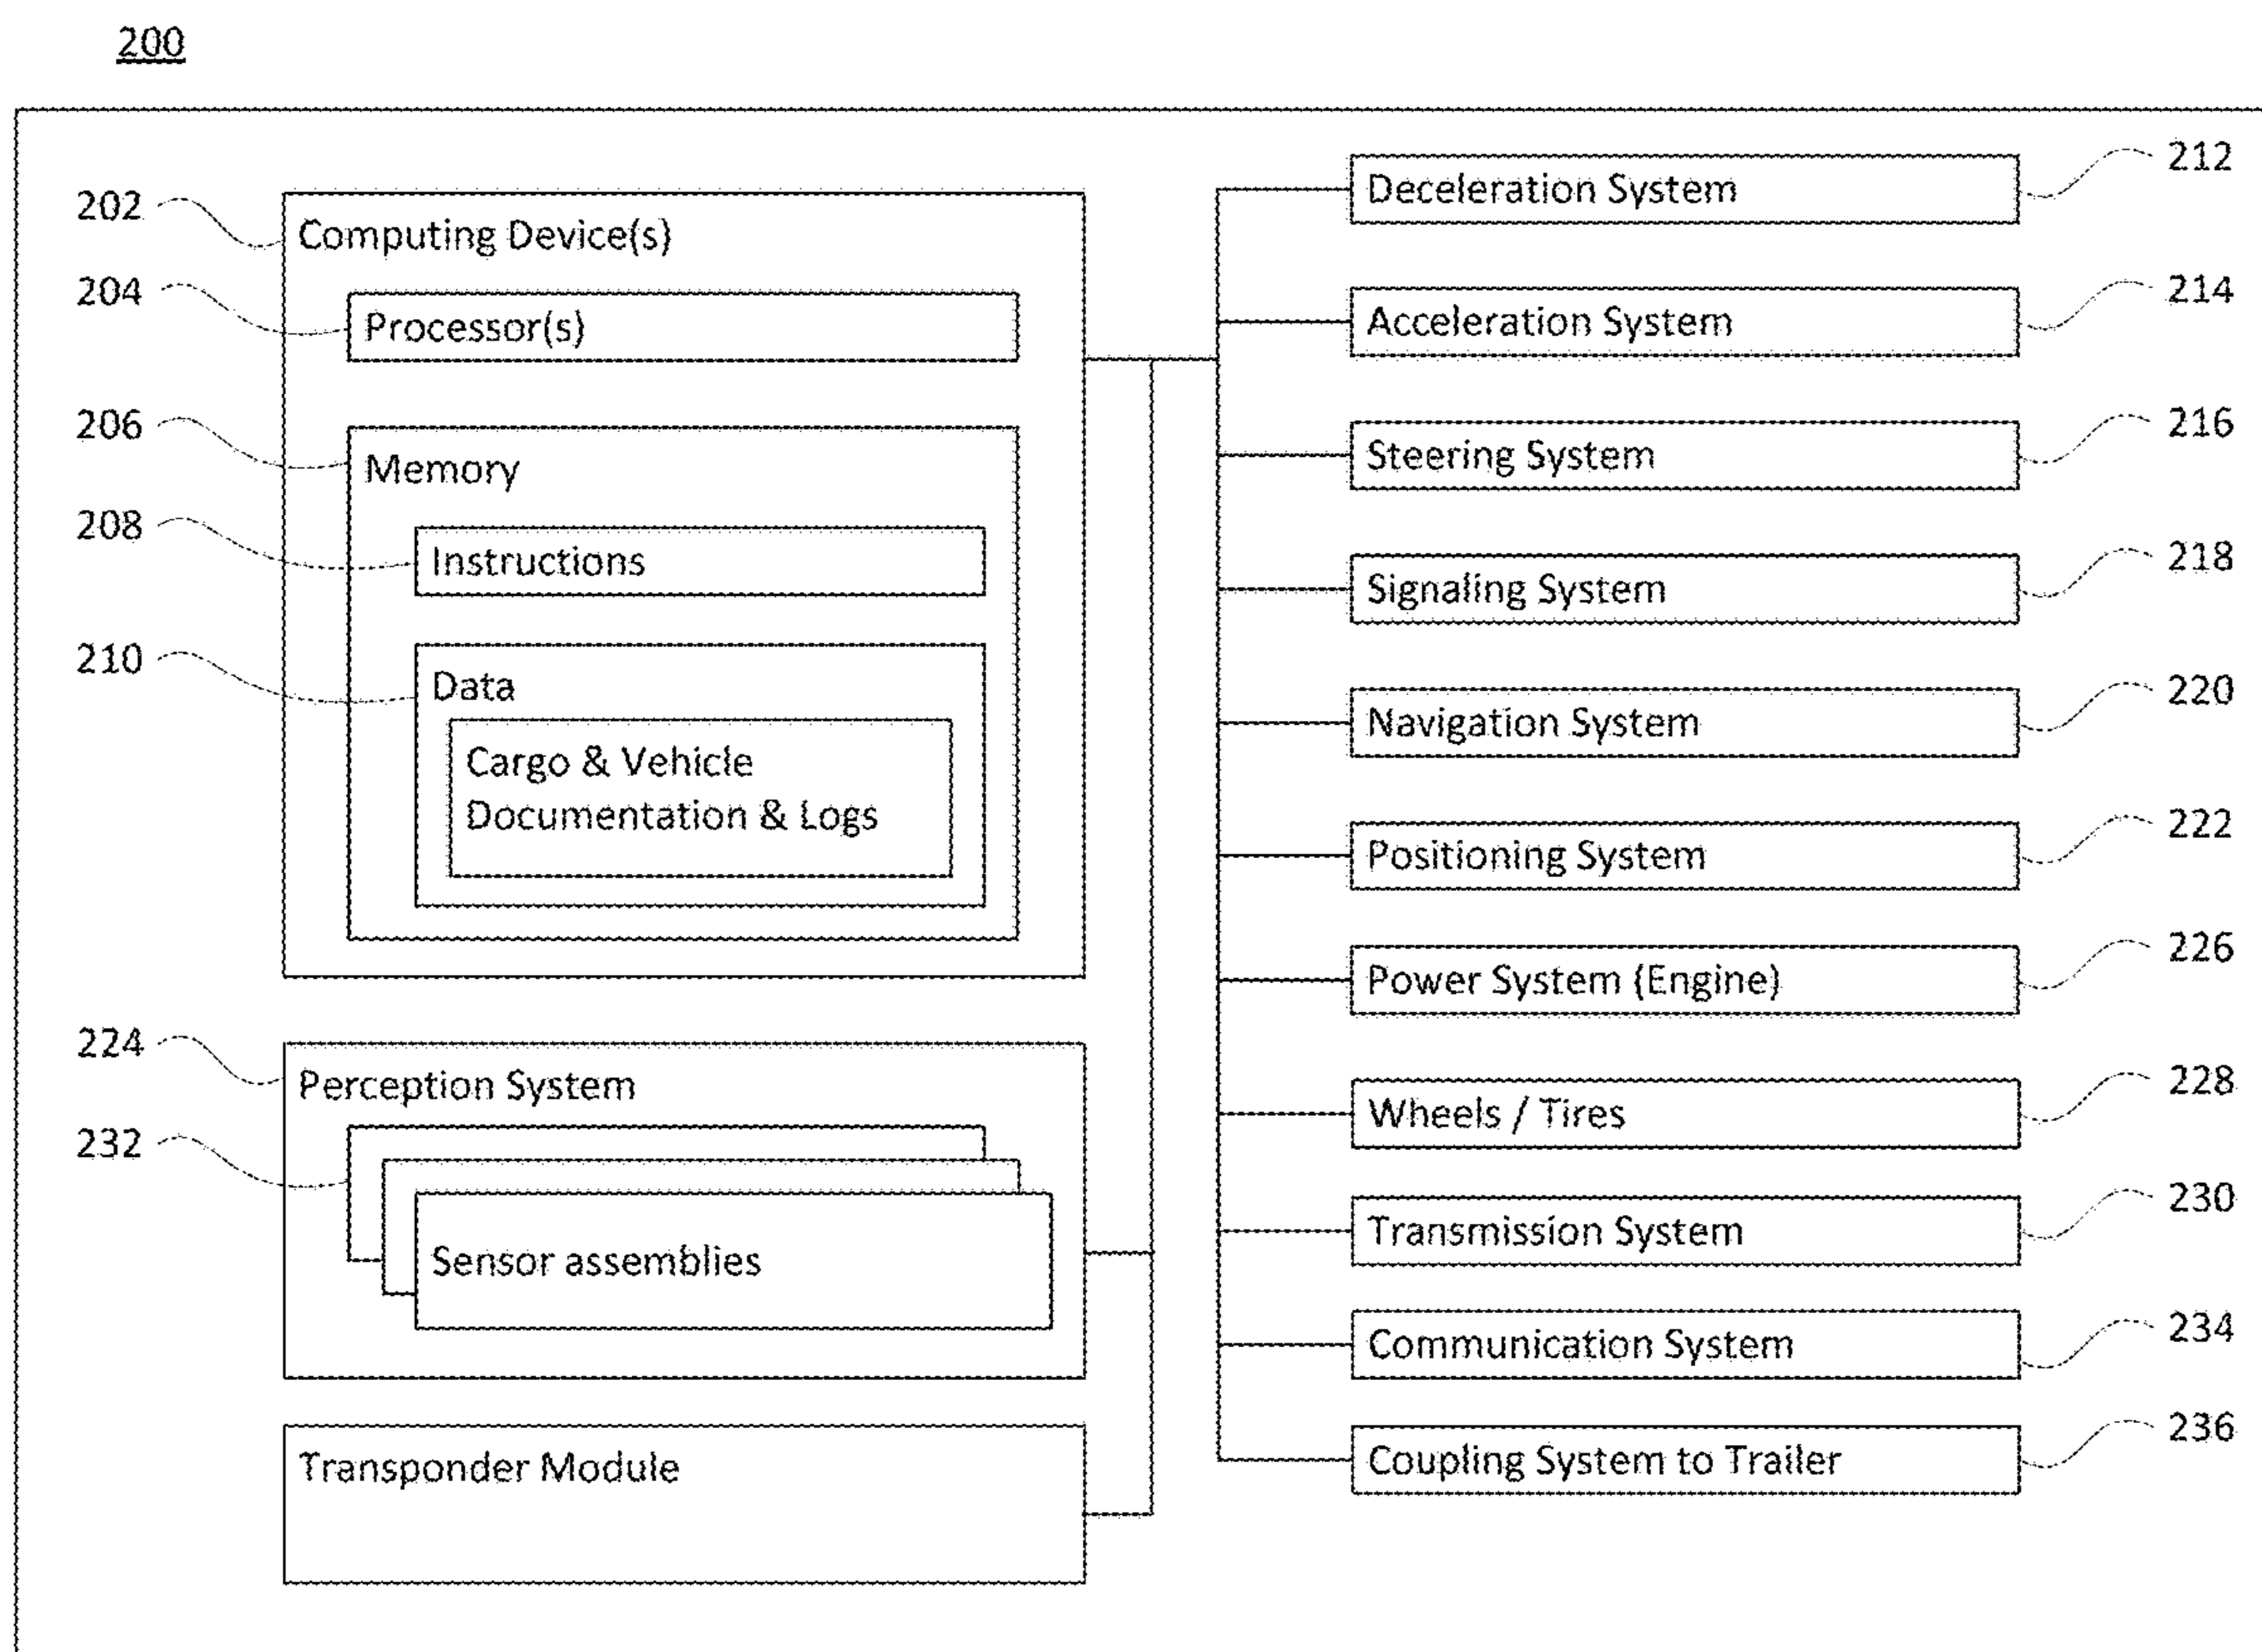 200
202
Computing Device(s)
204
Processor(s)
206
Memory
208
Instructions
210
Data
Cargo & Vehicle
Documentation & Logs
224
Perception System
232
Sensor assemblies
Transponder Module
Deceleration System
212
Acceleration System
214
Steering System
216
Signaling System
218
Navigation System
220
Positioning System
222
Power System (Engine)
226
Wheels / Tires
228
Transmission System
230
Communication System
234
Coupling System to Trailer
236